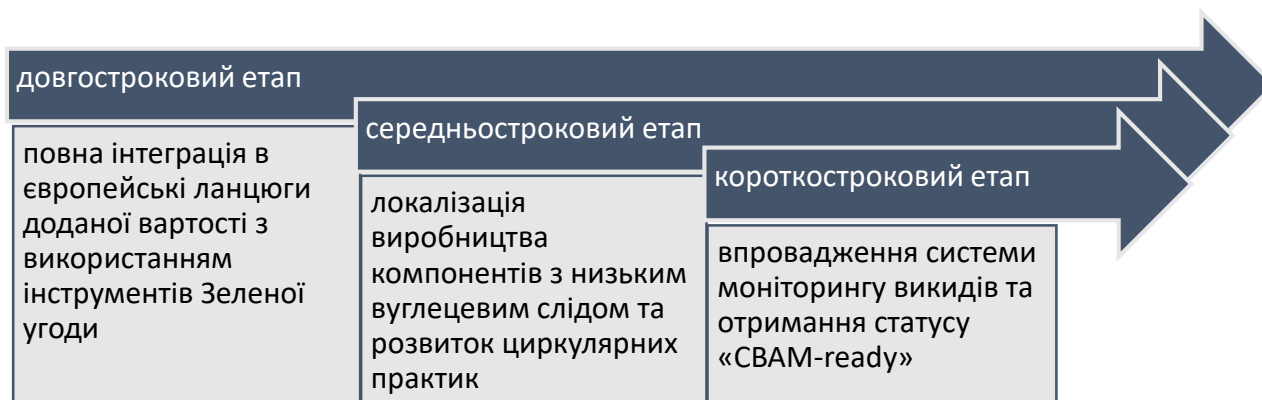 довгостроковий етап
повна інтеграція в
європейські ланцюги
доданої вартості з
використанням
інструментів Зеленої
угоди
середньостроковий етап
локалізація
виробництва
компонентів з низьким
вуглецевим слідом та
розвиток циркулярних
практик
короткостроковий етап
впровадження системи
моніторингу викидів та
отримання статусу
«CBAM-ready»